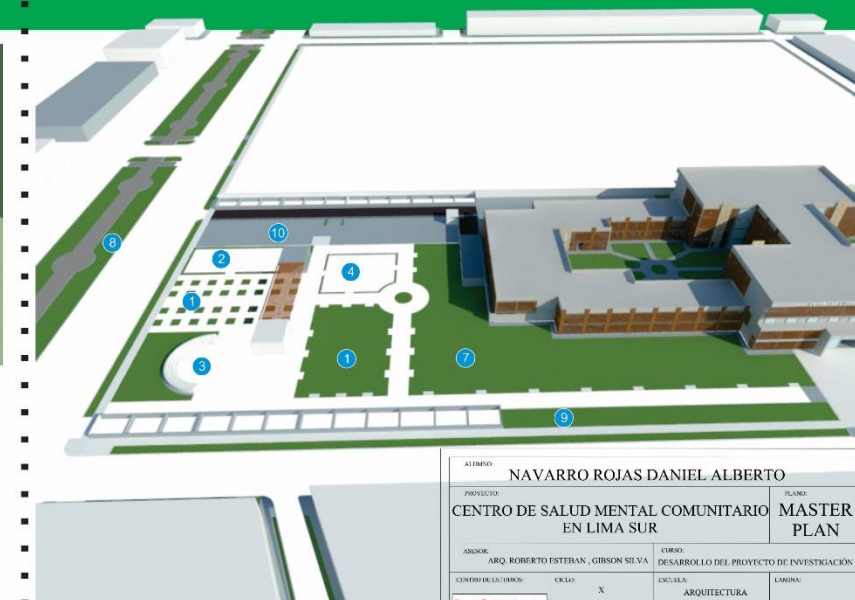 10
8
2
4
1
3
1
7
9
ALUMNO:
NAVARRO ROJAS DANIEL ALBERTO
PROYECTO:
CENTRO DE SALUD MENTAL COMUNITARIO
EN LIMA SUR
PLANO:
MASTER
PLAN
ASESOR:
ARQ. ROBERTO ESTEBAN , GIBSON SILVA
CURSO:
DESARROLLO DEL PROYECTO DE INVESTIGACIÓN
CENTRO DE ESTUDIOS:
CICLO:
X
ESCUELA:
ARQUITECTURA
LAMINA: